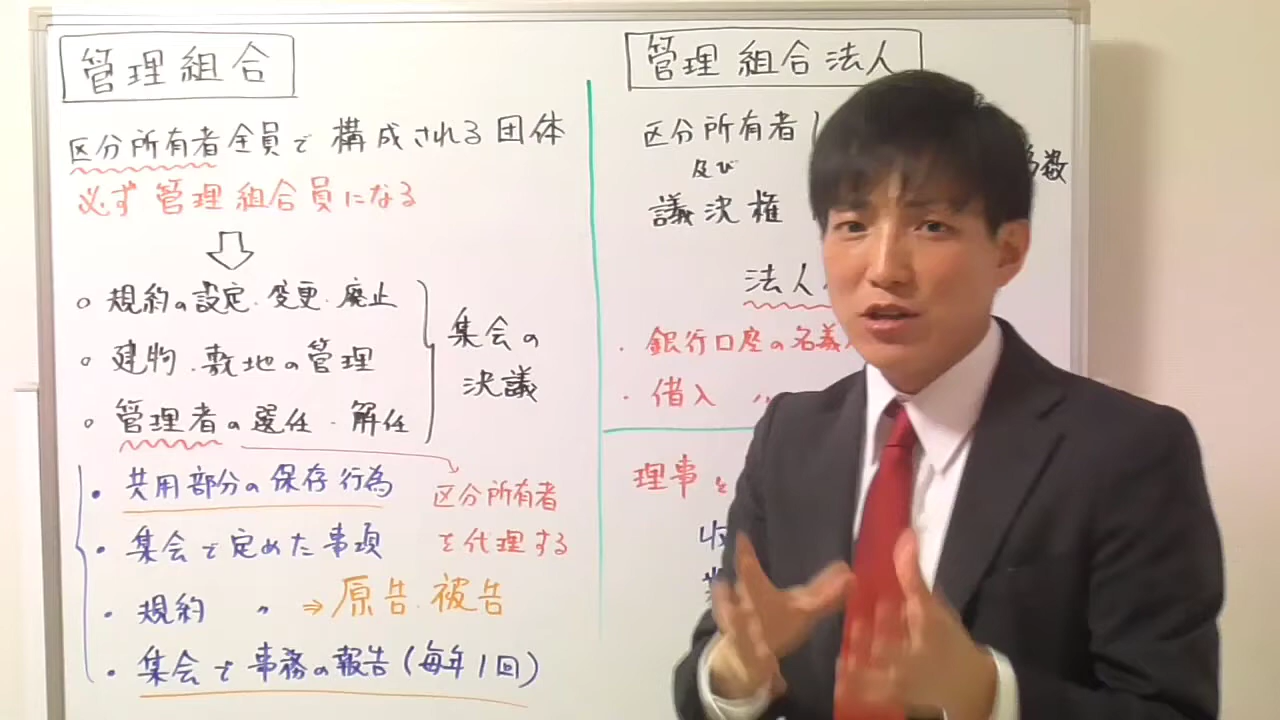 管理組合
区分所有者全員で構成される団体
必ず管理組合員になる
○ 規約の設定・変更・廃止
○ 建物・敷地の管理
○ 管理者の選任・解任
集会の
決議
・共用部分の保存行為
・集会で定めた事項
・規約 〃 ⇒ 原告・被告
・集会で事務の報告(毎年1回)
区分所有者
を代理する
管理組合法人
区分所有者
及び
議決権
多数
法人
・銀行口座の名義
・借入 〃
理事